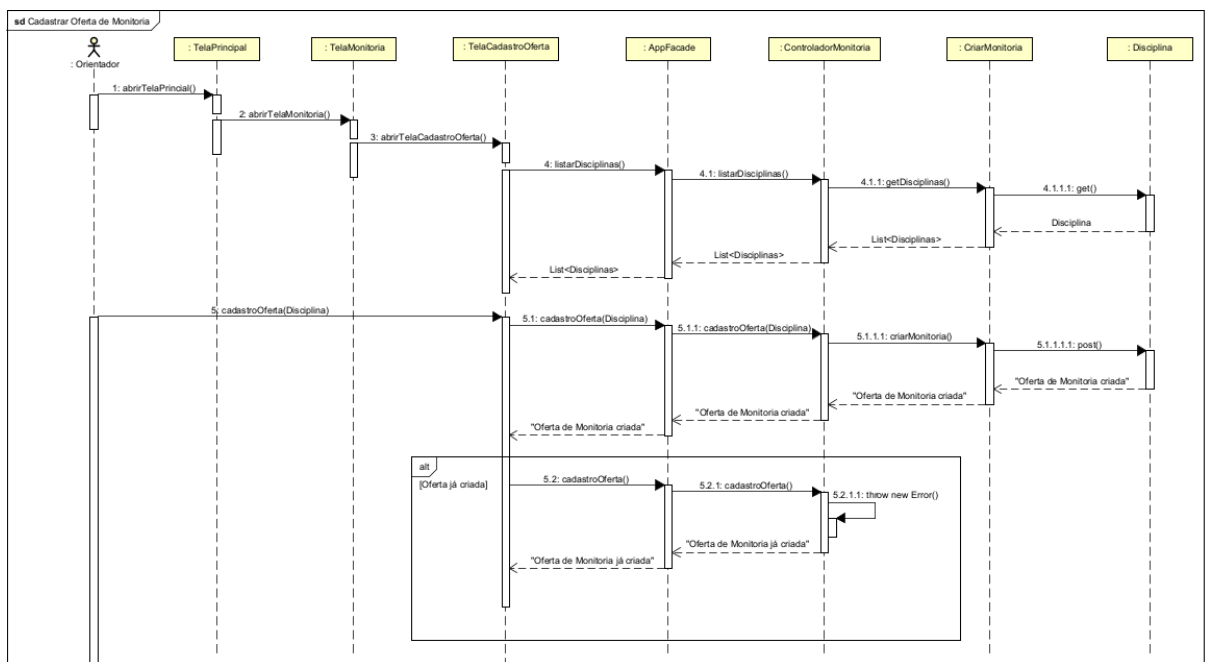 sd Cadastrar Oferta de Monitoria
: Orientador
: TelaPrincipal
: TelaMonitoria
: TelaCadastroOferta
: AppFacade
: ControladorMonitoria
: CriarMonitoria
: Disciplina
1: abrirTelaPrincial()
2: abrirTelaMonitoria()
3: abrirTelaCadastroOferta()
4: listarDisciplinas()
4.1: listarDisciplinas()
4.1.1: getDisciplinas()
4.1.1.1: get()
Disciplina
List<Disciplinas>
List<Disciplinas>
List<Disciplinas>
5: cadastroOferta(Disciplina)
5.1: cadastroOferta(Disciplina)
5.1.1: cadastroOferta(Disciplina)
5.1.1.1: criarMonitoria()
5.1.1.1.1: post()
"Oferta de Monitoria criada"
"Oferta de Monitoria criada"
"Oferta de Monitoria criada"
"Oferta de Monitoria criada"
alt
[Oferta já criada]
5.2: cadastroOferta()
5.2.1: cadastroOferta()
5.2.1.1: throw new Error()
"Oferta de Monitoria já criada"
"Oferta de Monitoria já criada"